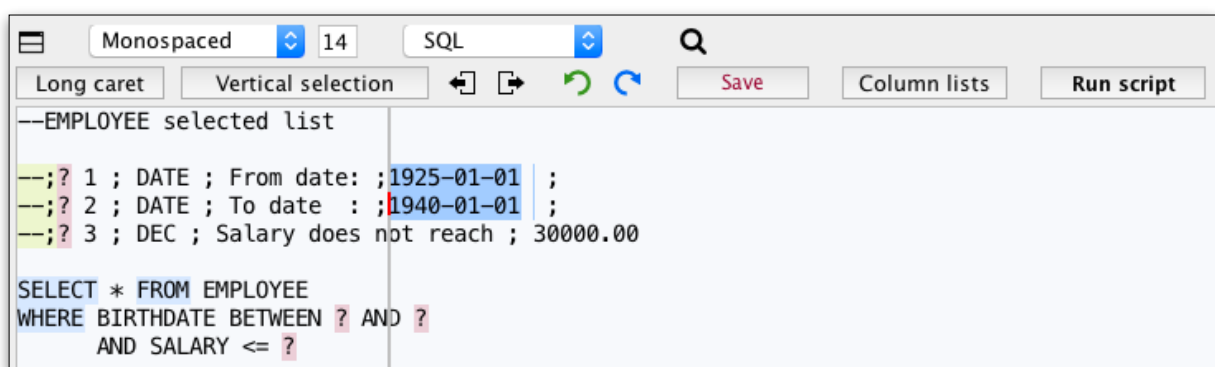 Monospaced 14 SQL
Long caret Vertical selection Save Column lists Run script
--EMPLOYEE selected list
--;? 1 ; DATE ; From date: ;1925-01-01 ;
--;? 2 ; DATE ; To date  : ;1940-01-01 ;
--;? 3 ; DEC ; Salary does not reach ; 30000.00
SELECT * FROM EMPLOYEE
WHERE BIRTHDATE BETWEEN ? AND ?
      AND SALARY <= ?